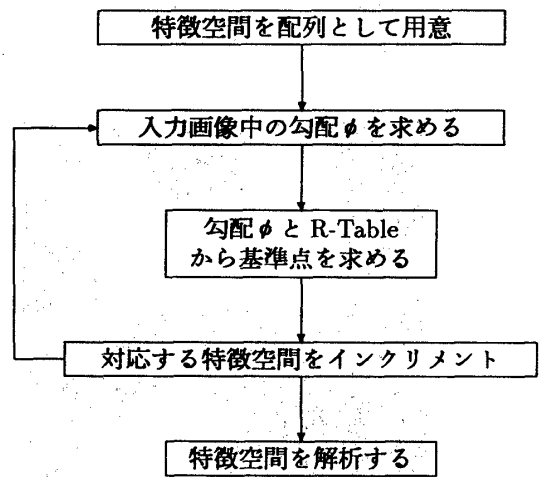 特徴空間を配列として用意
入力画像中の勾配φを求める
勾配φと R-Table
から基準点を求める
対応する特徴空間をインクリメント
特徴空間を解析する